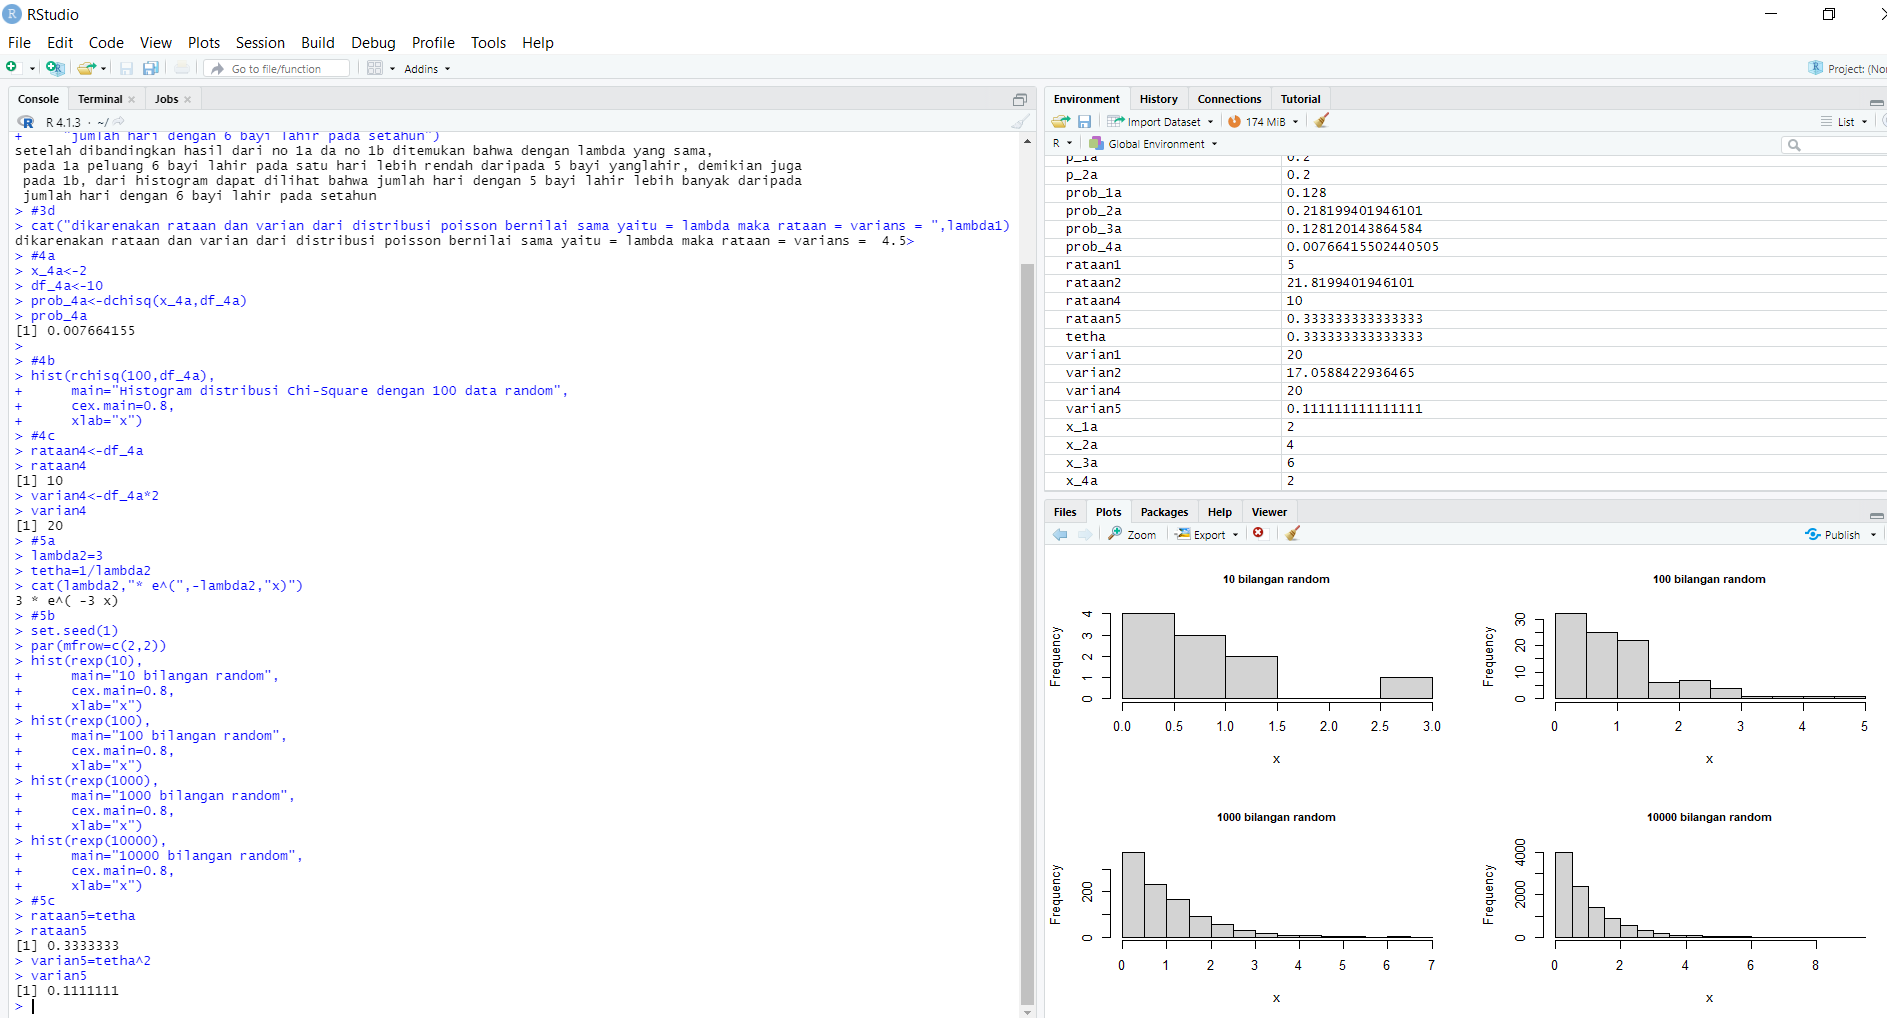 RStudio
File Edit Code View Plots Session Build Debug Profile Tools Help
Go to file/function Addins
Project: (No
Console Terminal Jobs
R 4.1.3 · ~/
+ "jumlah hari dengan 6 bayi lahir pada setahun")
setelah dibandingkan hasil dari no 1a da no 1b ditemukan bahwa dengan lambda yang sama,
pada 1a peluang 6 bayi lahir pada satu hari lebih rendah daripada 5 bayi yanglahir, demikian juga
pada 1b, dari histogram dapat dilihat bahwa jumlah hari dengan 5 bayi lahir lebih banyak daripada
jumlah hari dengan 6 bayi lahir pada setahun
> #3d
> cat("dikarenakan rataan dan varian dari distribusi poisson bernilai sama yaitu = lambda maka rataan = varians = ",lambda1)
dikarenakan rataan dan varian dari distribusi poisson bernilai sama yaitu = lambda maka rataan = varians =  4.5>
> #4a
> x_4a<-2
> df_4a<-10
> prob_4a<-dchisq(x_4a,df_4a)
> prob_4a
[1] 0.007664155
>
> #4b
> hist(rchisq(100,df_4a),
+ main="Histogram distribusi Chi-Square dengan 100 data random",
+ cex.main=0.8,
+ xlab="x")
> #4c
> rataan4<-df_4a
> rataan4
[1] 10
> varian4<-df_4a*2
> varian4
[1] 20
> #5a
> lambda2=3
> tetha=1/lambda2
> cat(lambda2,"* e^(",-lambda2,"x)")
3 * e^( -3 x)
> #5b
> set.seed(1)
> par(mfrow=c(2,2))
> hist(rexp(10),
+ main="10 bilangan random",
+ cex.main=0.8,
+ xlab="x")
> hist(rexp(100),
+ main="100 bilangan random",
+ cex.main=0.8,
+ xlab="x")
> hist(rexp(1000),
+ main="1000 bilangan random",
+ cex.main=0.8,
+ xlab="x")
> hist(rexp(10000),
+ main="10000 bilangan random",
+ cex.main=0.8,
+ xlab="x")
> #5c
> rataan5=tetha
> rataan5
[1] 0.3333333
> varian5=tetha^2
> varian5
[1] 0.1111111
>
Environment History Connections Tutorial
Import Dataset 174 MiB List
R Global Environment
p_1a 0.2
p_2a 0.2
prob_1a 0.128
prob_2a 0.218199401946101
prob_3a 0.128120143864584
prob_4a 0.00766415502440505
rataan1 5
rataan2 21.8199401946101
rataan4 10
rataan5 0.333333333333333
tetha 0.333333333333333
varian1 20
varian2 17.0588422936465
varian4 20
varian5 0.111111111111111
x_1a 2
x_2a 4
x_3a 6
x_4a 2
Files Plots Packages Help Viewer
Zoom Export Publish
10 bilangan random
Frequency
0 1 2 3 4
0.0 0.5 1.0 1.5 2.0 2.5 3.0
x
100 bilangan random
Frequency
0 10 20 30
0 1 2 3 4 5
x
1000 bilangan random
Frequency
0 200
0 1 2 3 4 5 6 7
x
10000 bilangan random
Frequency
0 2000 4000
0 2 4 6 8
x